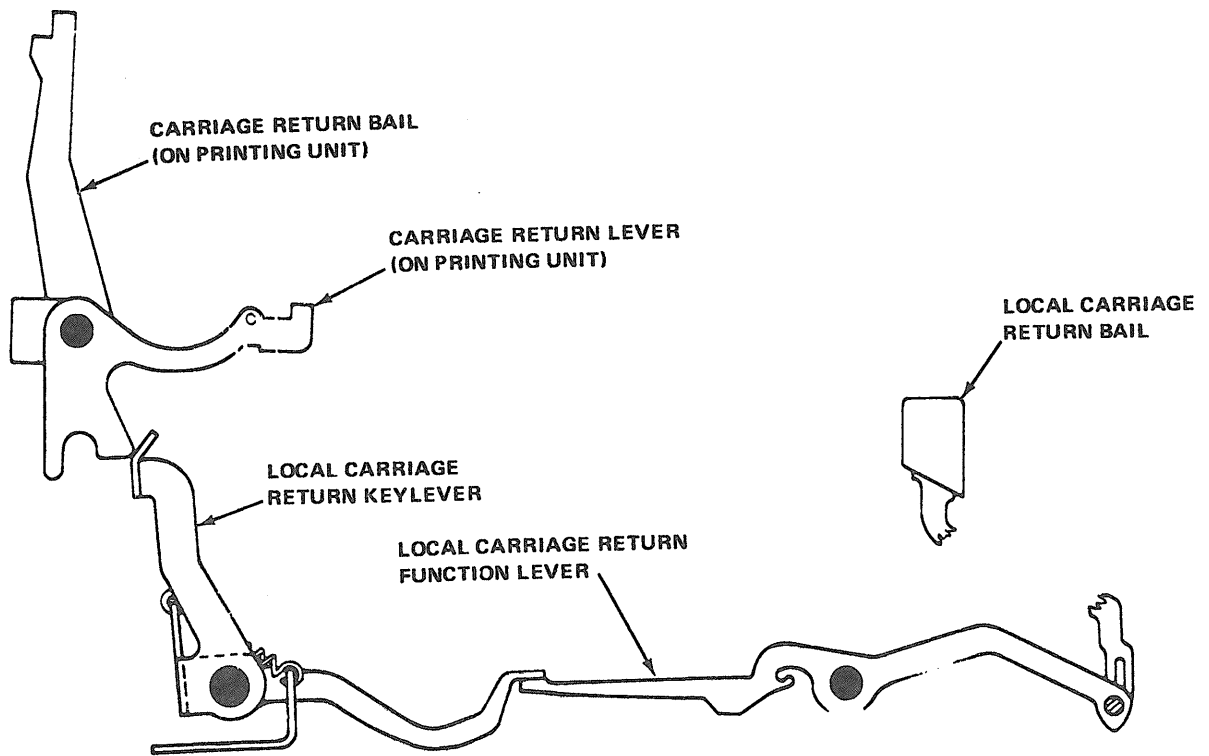 CARRIAGE RETURN BAIL
(ON PRINTING UNIT)
CARRIAGE RETURN LEVER
(ON PRINTING UNIT)
LOCAL CARRIAGE
RETURN BAIL
LOCAL CARRIAGE
RETURN KEYLEVER
LOCAL CARRIAGE RETURN
FUNCTION LEVER